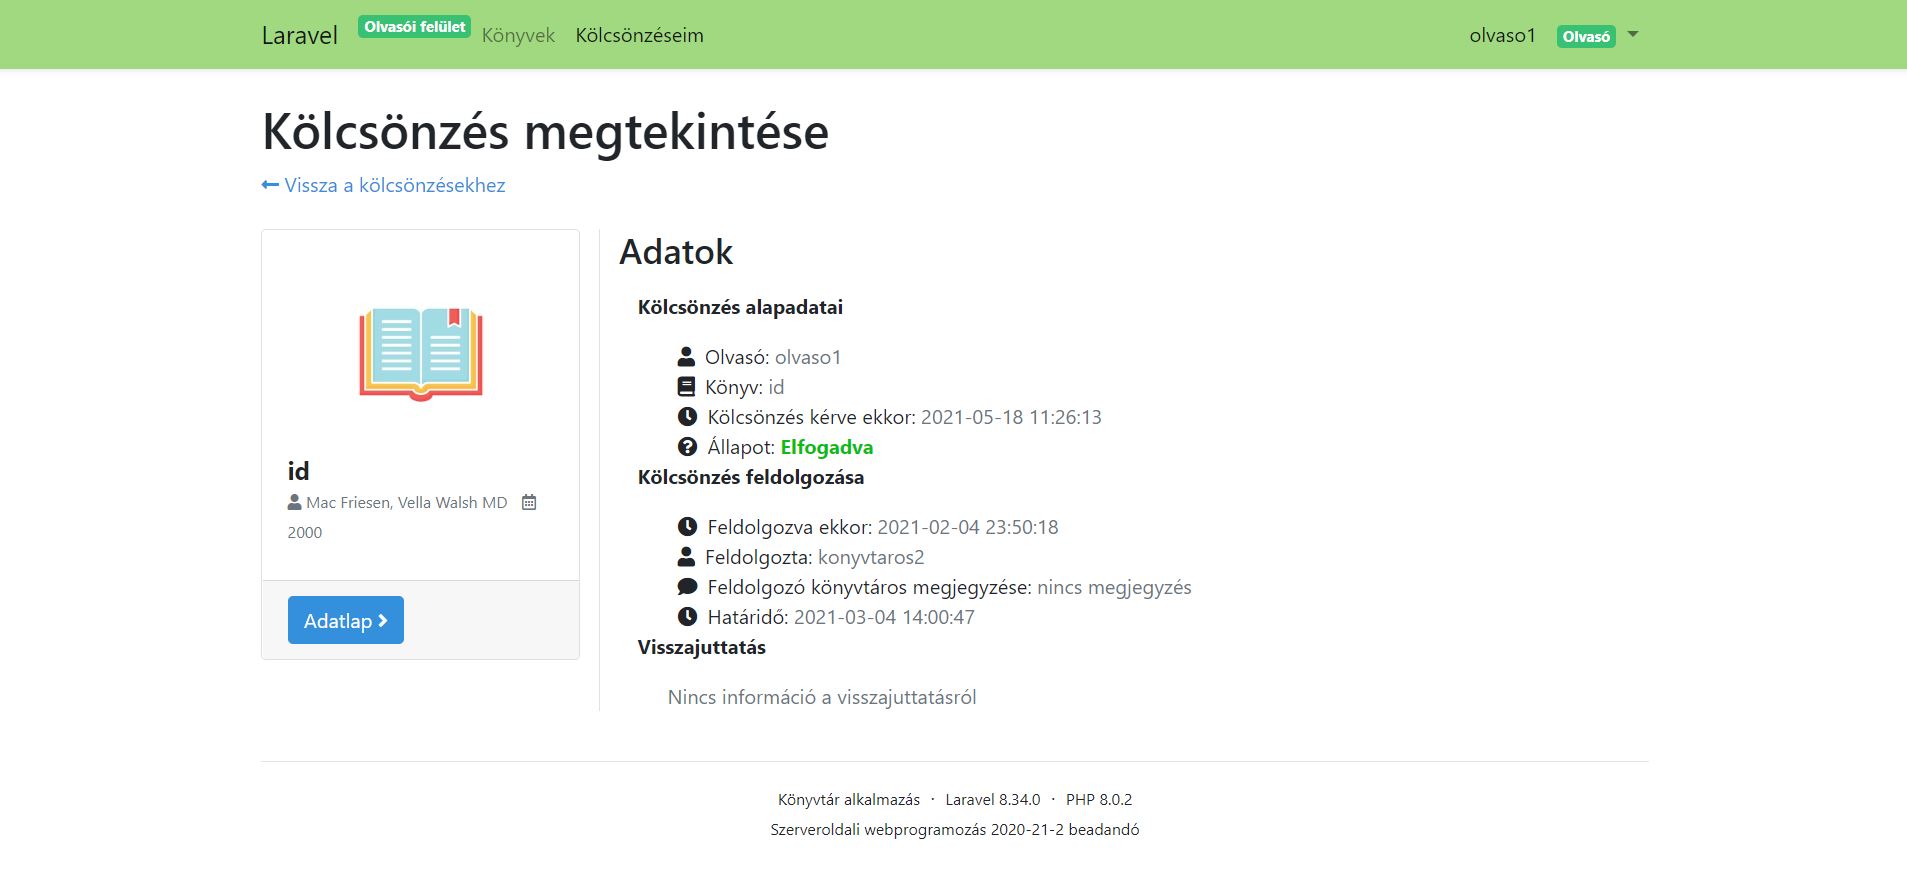 Laravel Olvasói felület Könyvek Kölcsönzéseim olvaso1 Olvasó
Kölcsönzés megtekintése
Vissza a kölcsönzésekhez
id
Mac Friesen, Vella Walsh MD
2000
Adatlap
Adatok
Kölcsönzés alapadatai
Olvasó: olvaso1
Könyv: id
Kölcsönzés kérve ekkor: 2021-05-18 11:26:13
Állapot: Elfogadva
Kölcsönzés feldolgozása
Feldolgozva ekkor: 2021-02-04 23:50:18
Feldolgozta: konyvtaros2
Feldolgozó könyvtáros megjegyzése: nincs megjegyzés
Határidő: 2021-03-04 14:00:47
Visszajuttatás
Nincs információ a visszajuttatásról
Könyvtár alkalmazás · Laravel 8.34.0 · PHP 8.0.2
Szerveroldali webprogramozás 2020-21-2 beadandó